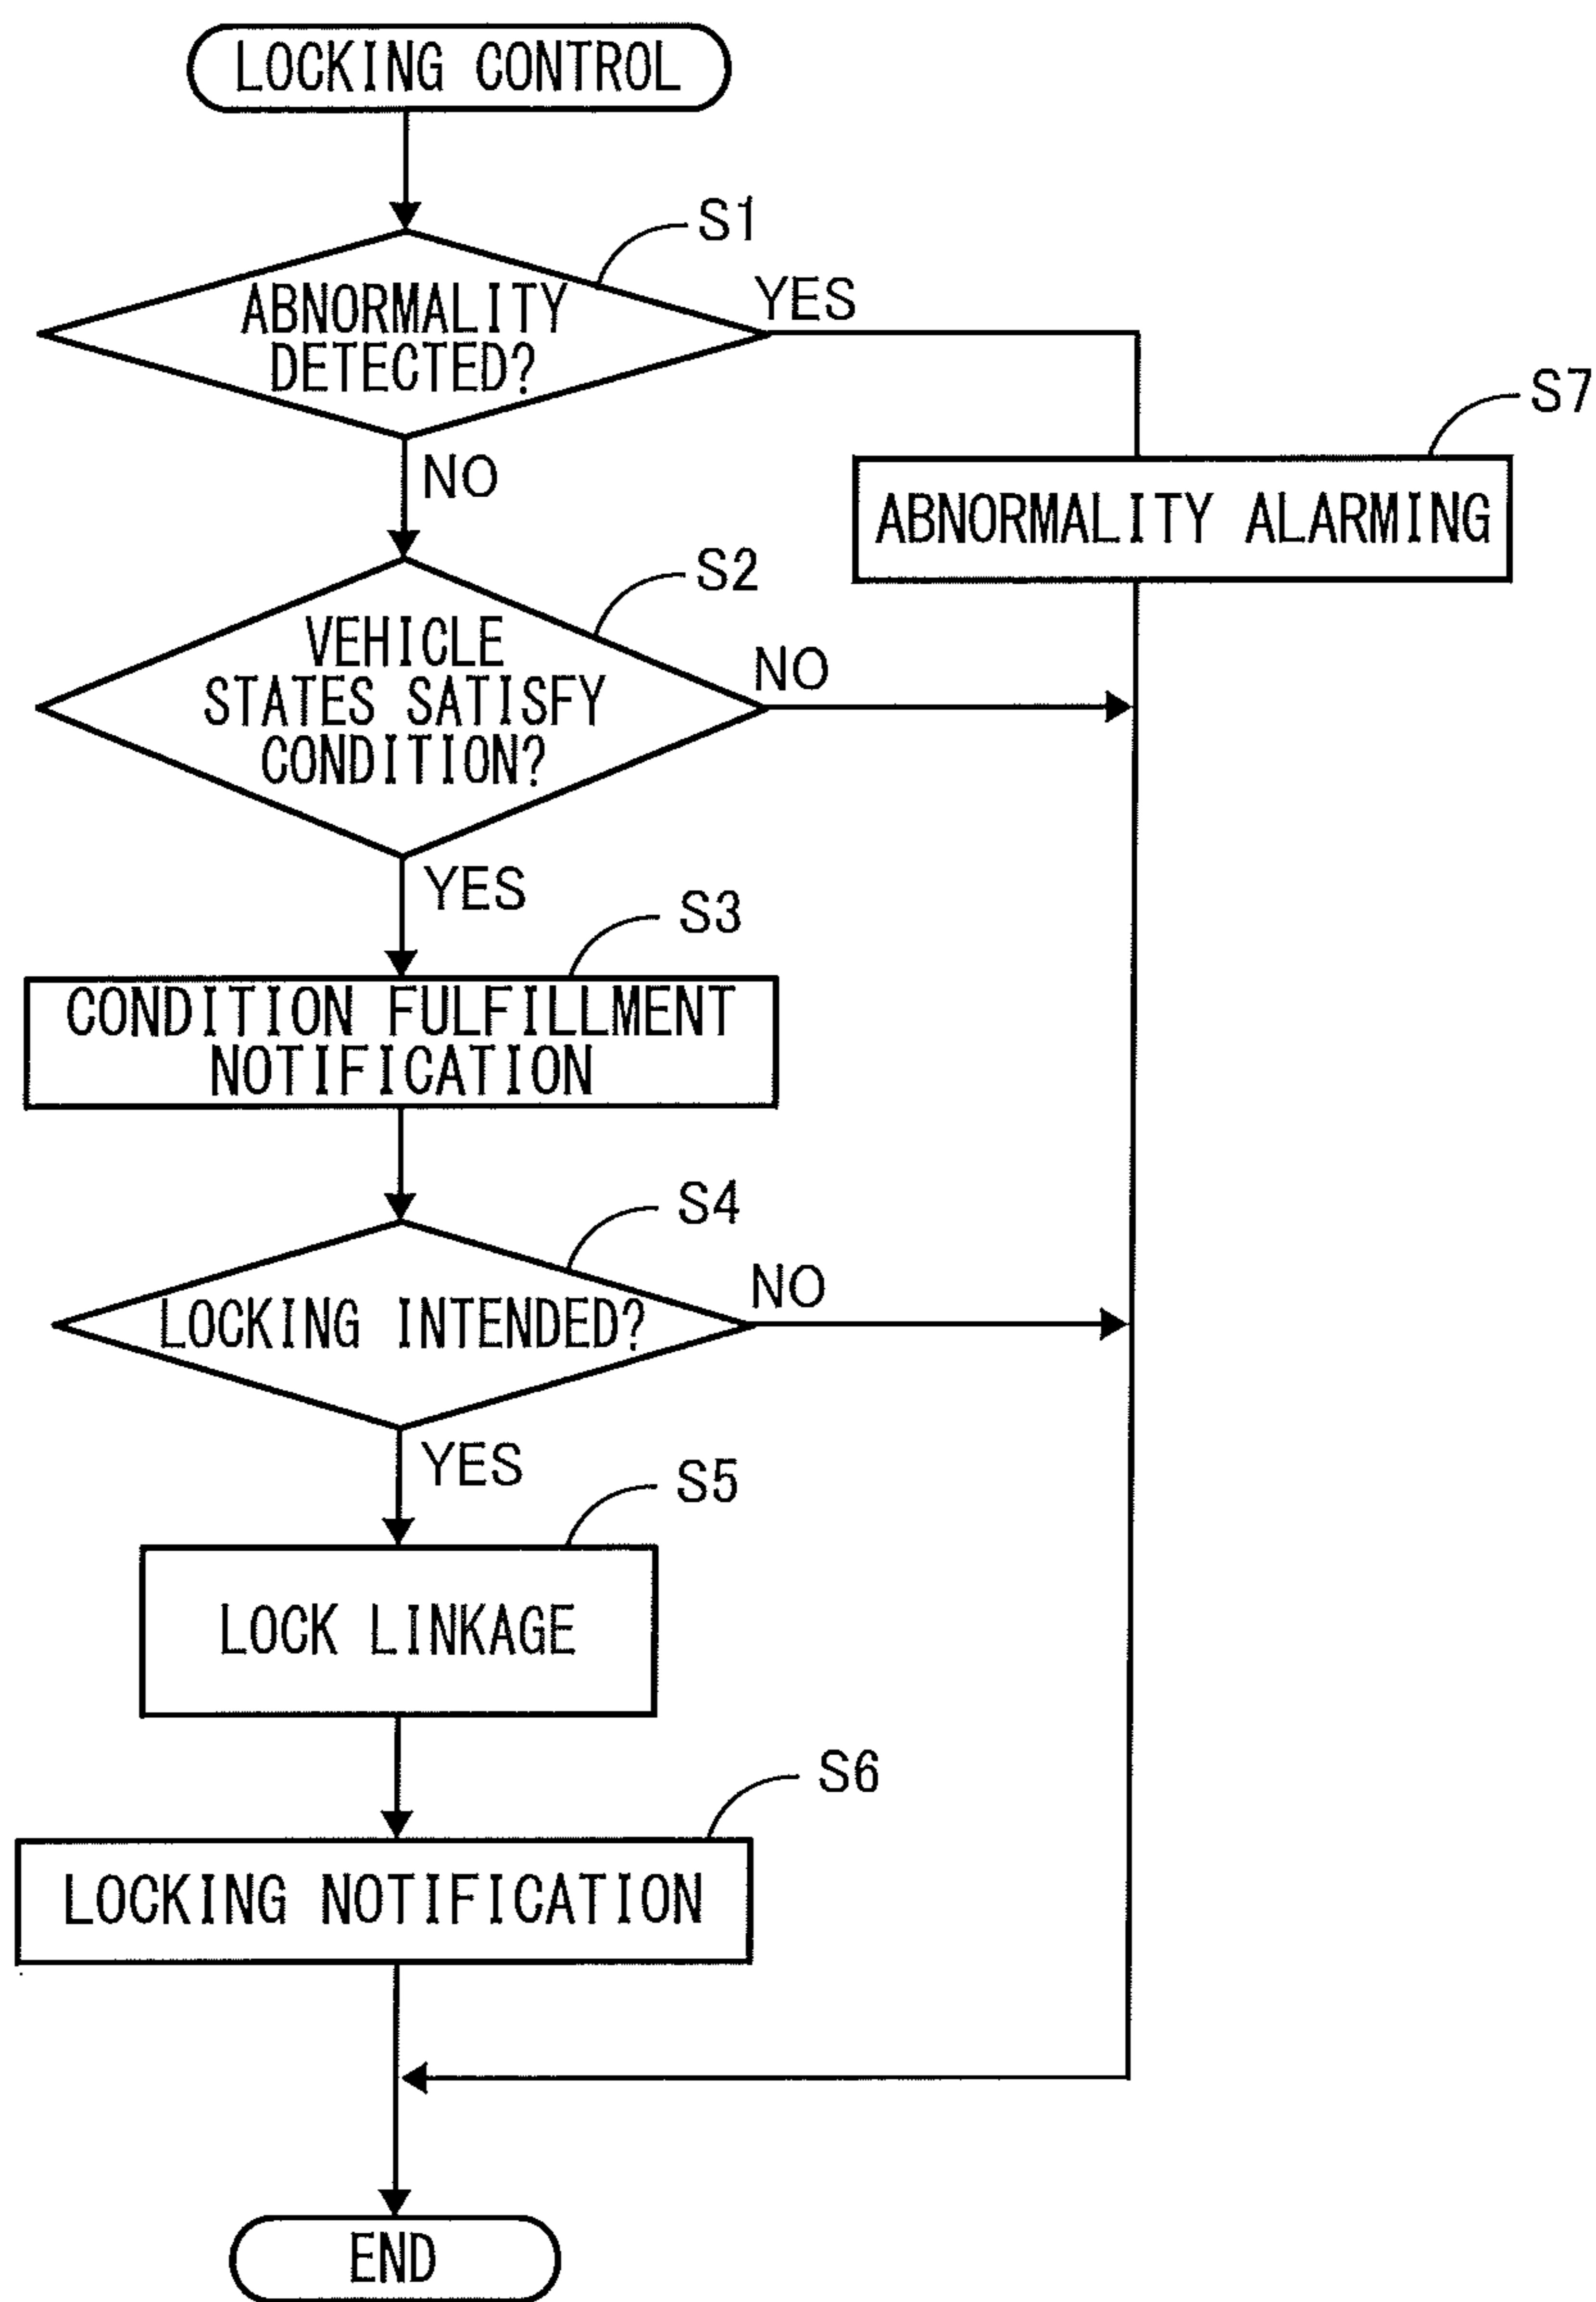 LOCKING CONTROL
S1
ABNORMALITY
DETECTED?
YES
NO
S7
ABNORMALITY ALARMING
S2
VEHICLE
STATES SATISFY
CONDITION?
NO
YES
S3
CONDITION FULFILLMENT
NOTIFICATION
S4
LOCKING INTENDED?
NO
YES
S5
LOCK LINKAGE
S6
LOCKING NOTIFICATION
END